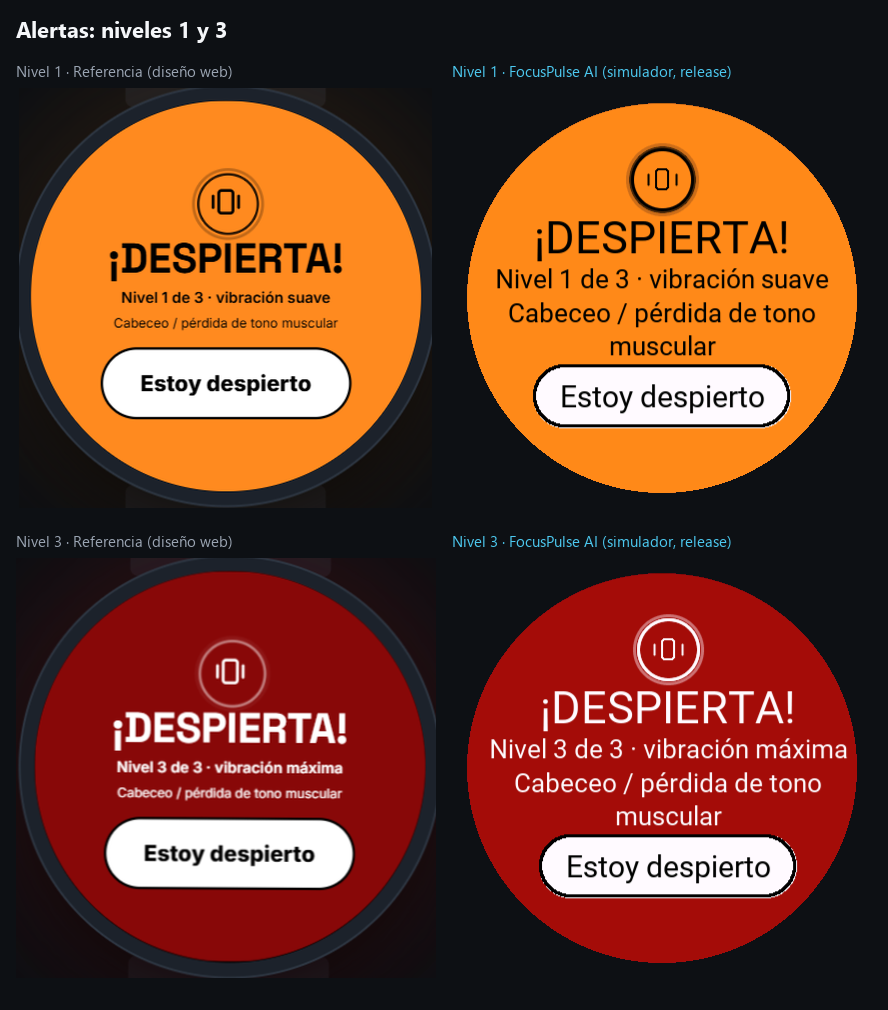 Alertas: niveles 1 y 3
Nivel 1 · Referencia (diseño web)
¡DESPIERTA!
Nivel 1 de 3 · vibración suave
Cabeceo / pérdida de tono muscular
Estoy despierto
Nivel 1 · FocusPulse AI (simulador, release)
¡DESPIERTA!
Nivel 1 de 3 · vibración suave
Cabeceo / pérdida de tono
muscular
Estoy despierto
Nivel 3 · Referencia (diseño web)
¡DESPIERTA!
Nivel 3 de 3 · vibración máxima
Cabeceo / pérdida de tono muscular
Estoy despierto
Nivel 3 · FocusPulse AI (simulador, release)
¡DESPIERTA!
Nivel 3 de 3 · vibración máxima
Cabeceo / pérdida de tono
muscular
Estoy despierto